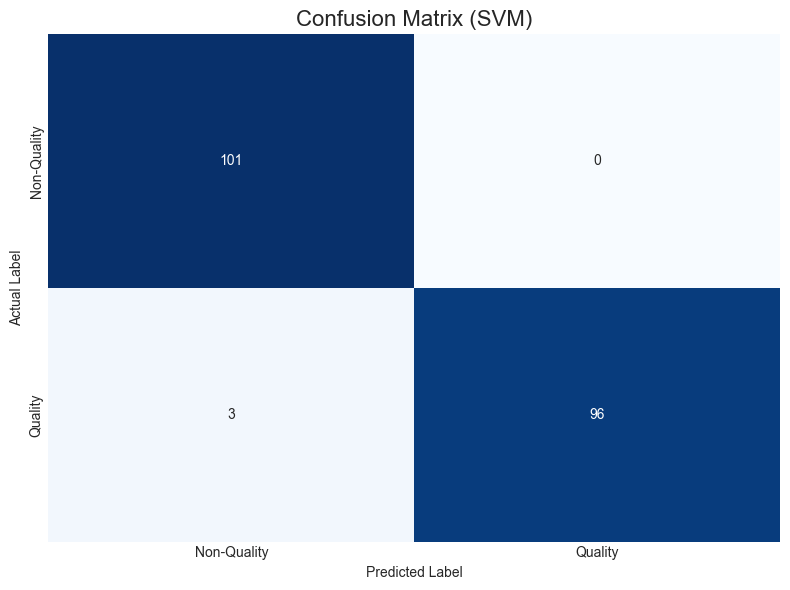 Confusion Matrix (SVM)
Actual Label
Non-Quality
101
0
Quality
3
96
Non-Quality
Quality
Predicted Label